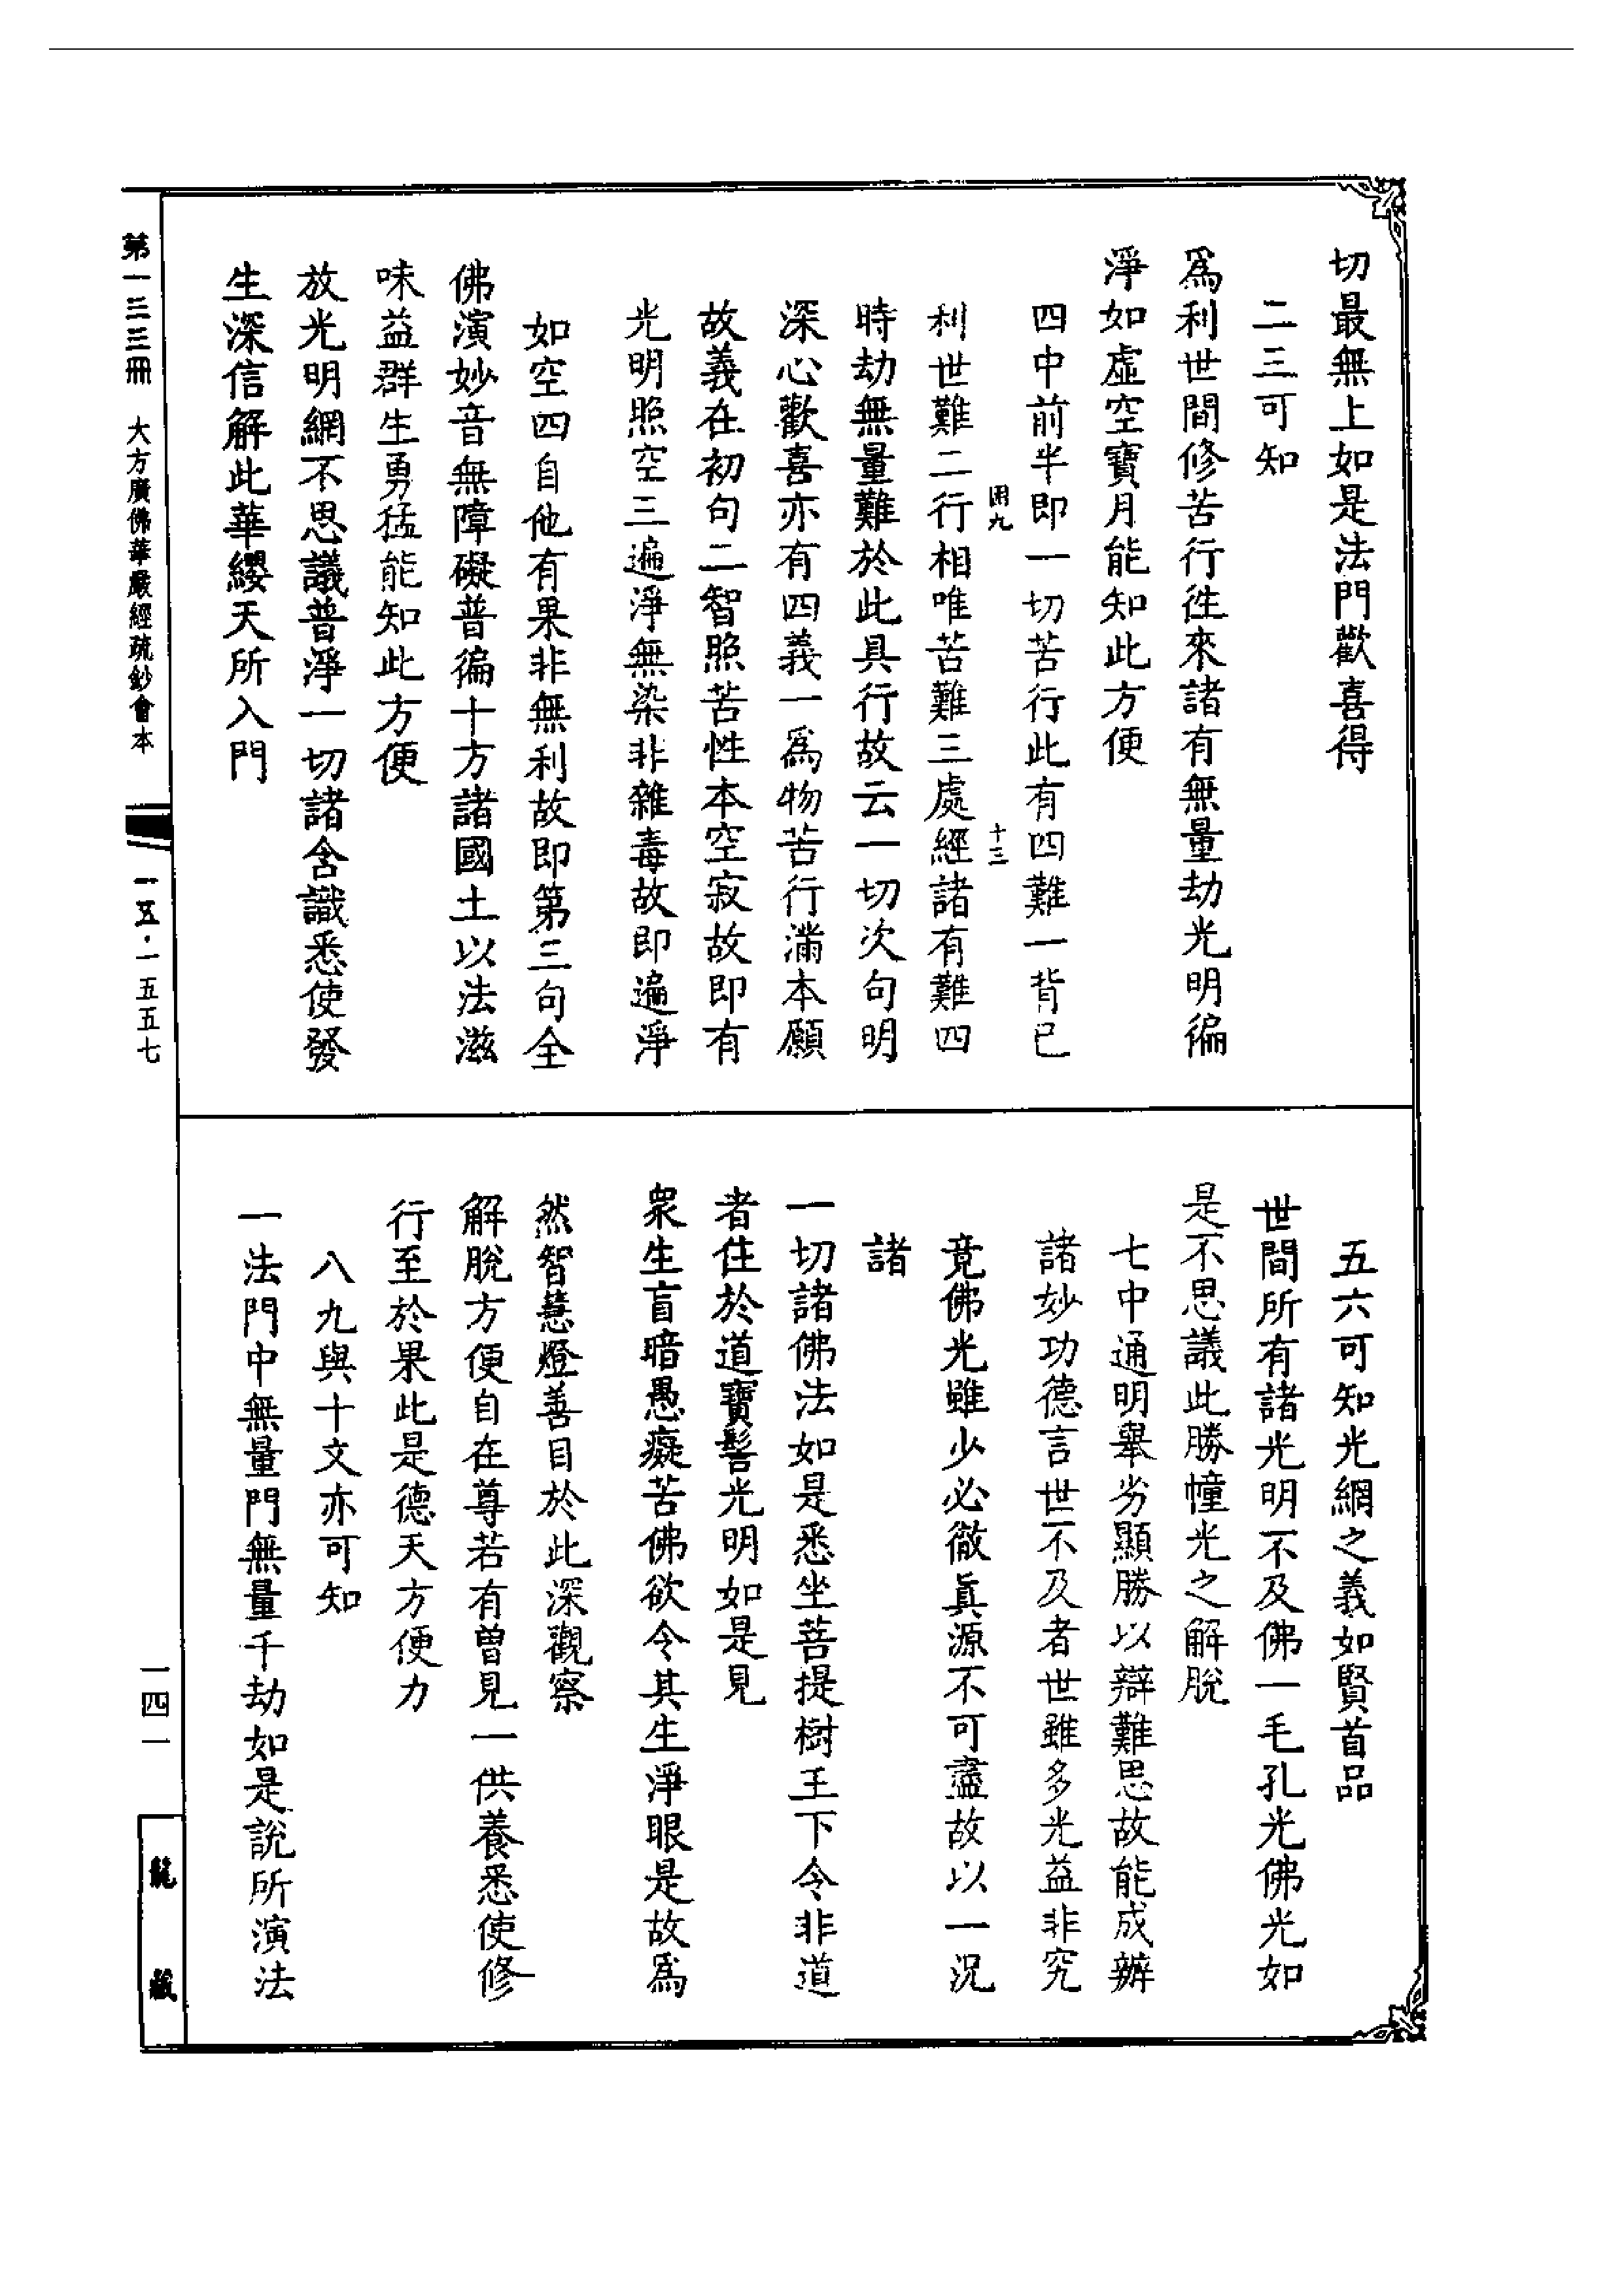 切最無上如是法門歡喜得
二三可知
爲利世間修苦行徃來諸有無量劫光明徧
淨如虛空寶月能知此方便
四中前半即一切苦行此有四難一背已
用九
十三
利世難二行相唯苦難三處經諸有難四
時劫無量難於此具行故云一切次句明
深心歡喜亦有四義一爲物苦行滿本願
故義在初句二智照苦性本空寂故即有
光明照空三遍淨無染非雜毒故即遍淨
如空四自他有果非無利故即第三句全
佛演妙音無障礙普徧十方諸國土以法滋
味益群生勇猛能知此方便
放光明網不思議普淨一切諸含識悉使發
生深信解此華纓天所入門
五六可知光網之義如賢首品
世間所有諸光明不及佛一毛孔光佛光如
是不思議此勝幢光之解脫
七中通明舉劣顯勝以辯難思故能成辦
諸妙功德言世不及者世雖多光益非究
竟佛光雖少必徹眞源不可盡故以一況
諸
一切諸佛法如是悉坐菩提樹王下令非道
者住於道寶髻光明如是見
衆生盲暗愚癡苦佛欲令其生淨眼是故爲
然智慧燈善目於此深觀察
解脫方便自在尊若有曾見一供養悉使修
行至於果此是德天方便力
八九與十文亦可知
一法門中無量門無量千劫如是說所演法
第一三三冊 大方廣佛華嚴經疏鈔會本
一五·一五五七
一四一
龍藏